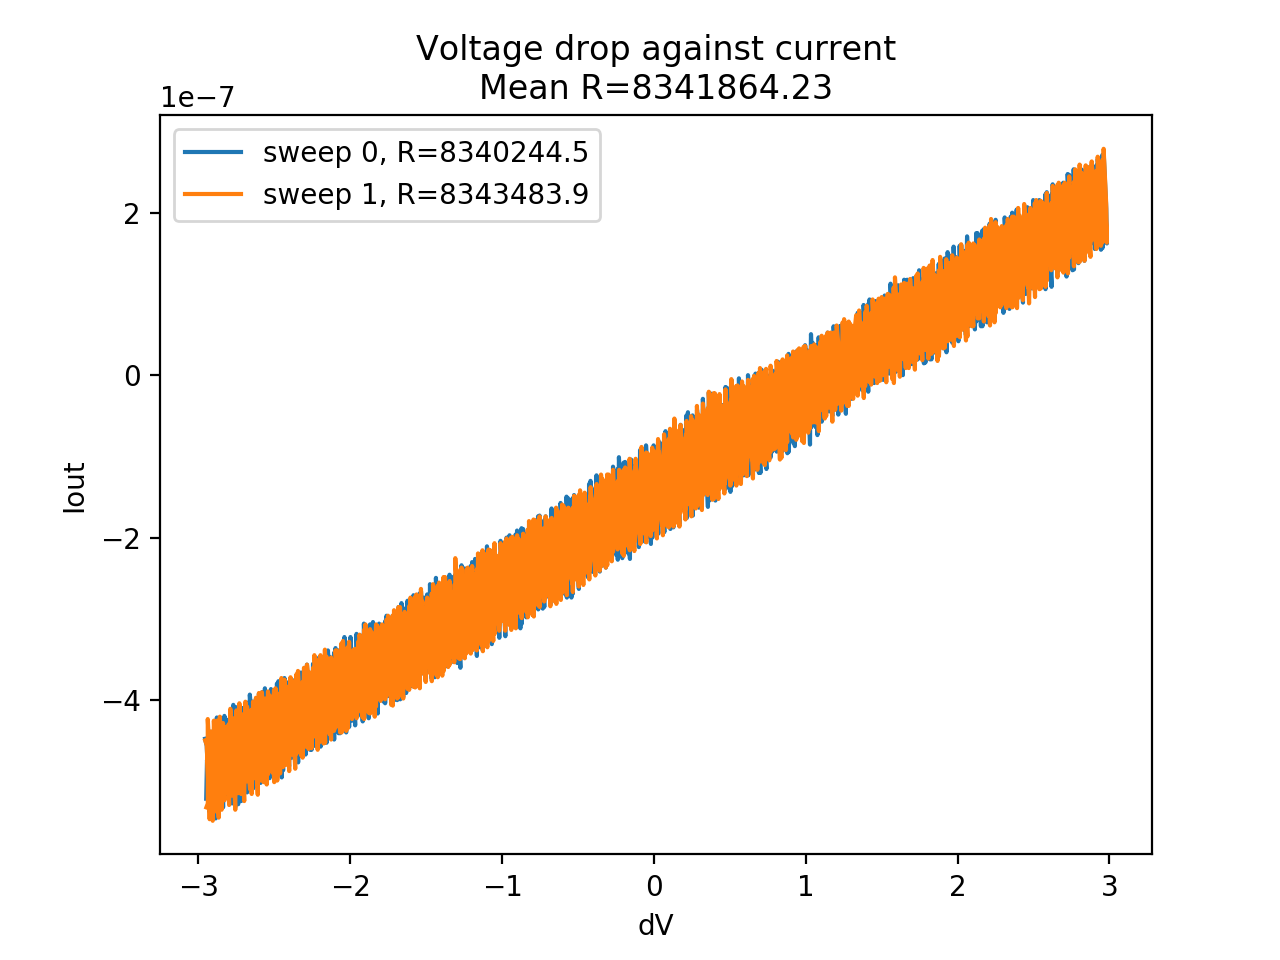 Voltage drop against current
Mean R=8341864.23
1e−7
sweep 0, R=8340244.5
sweep 1, R=8343483.9
2
0
−2
−4
Iout
−3 −2 −1 0 1 2 3
dV